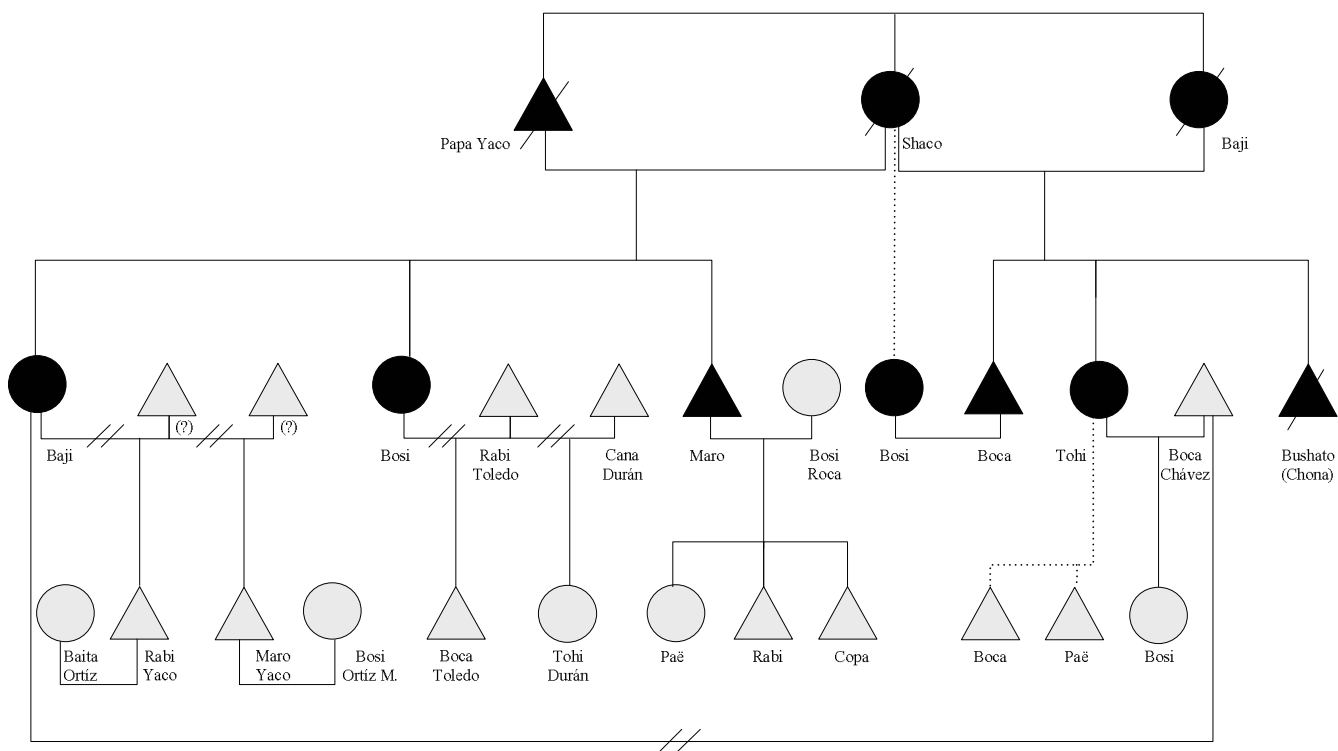 Papa Yaco
Shaco
Baji
(?)
(?)
Baji
Bosi
Rabi
Toledo
Cana
Durán
Maro
Bosi
Roca
Bosi
Boca
Tohi
Boca
Chávez
Bushato
(Chona)
Baita
Ortíz
Rabi
Yaco
Maro
Yaco
Bosi
Ortíz M.
Boca
Toledo
Tohi
Durán
Paë
Rabi
Copa
Boca
Paë
Bosi